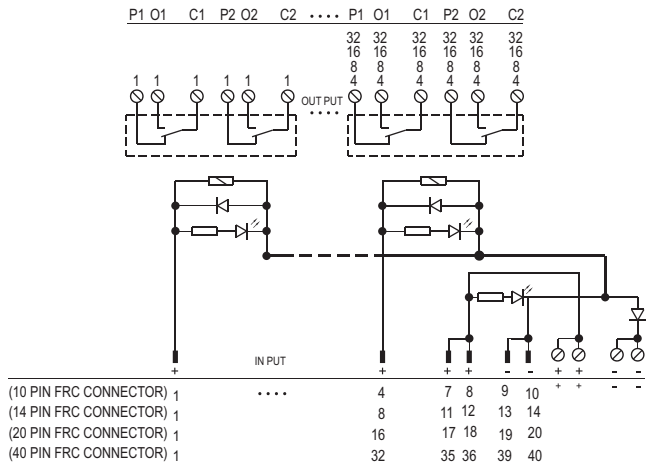 P1 O1 C1 P2 O2 C2 •••• P1 O1 C1 P2 O2 C2
32 32 32 32 32 32
16 16 16 16 16 16
8 8 8 8 8 8
1 1 1 1 1 1 4 4 4 4 4 4
OUT PUT
••••
IN PUT
+ + + + - - + + - -
+ +
(10 PIN FRC CONNECTOR) 1 •••• 4 7 8 9 10
(14 PIN FRC CONNECTOR) 1 8 11 12 13 14
(20 PIN FRC CONNECTOR) 1 16 17 18 19 20
(40 PIN FRC CONNECTOR) 1 32 35 36 39 40